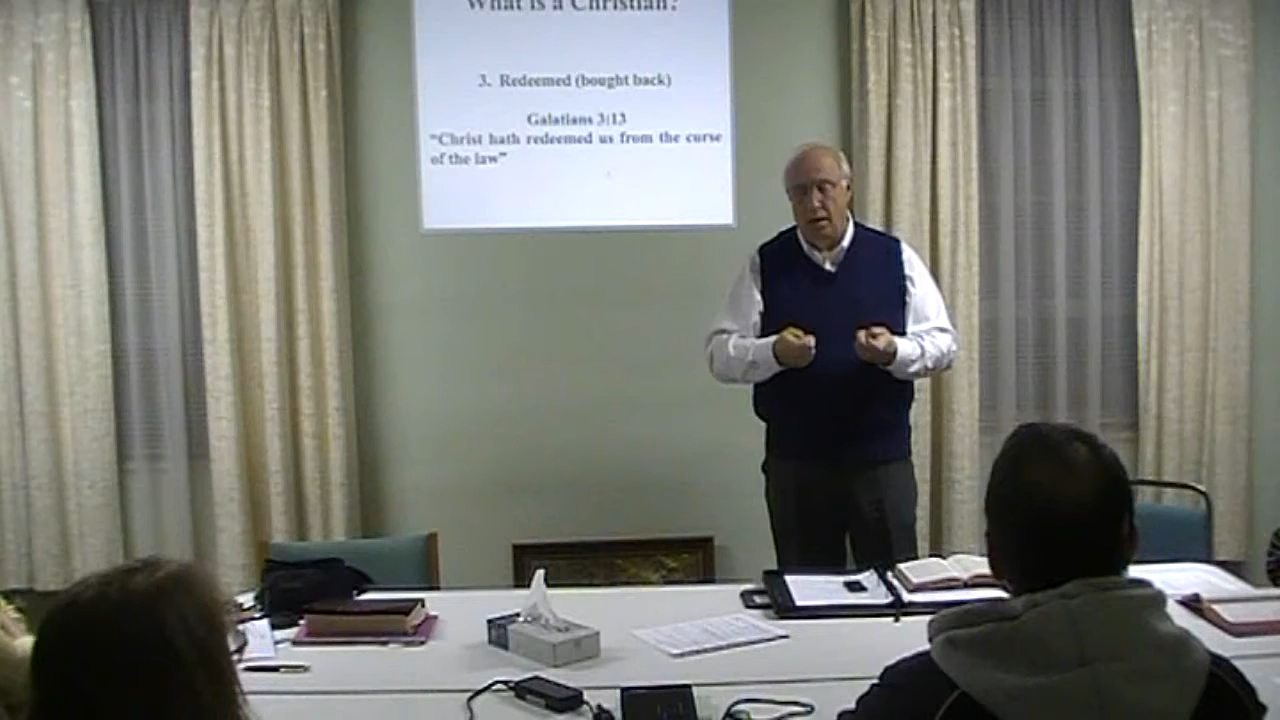 What is a Christian?
3. Redeemed (bought back)
Galatians 3:13
"Christ hath redeemed us from the curse
of the law"